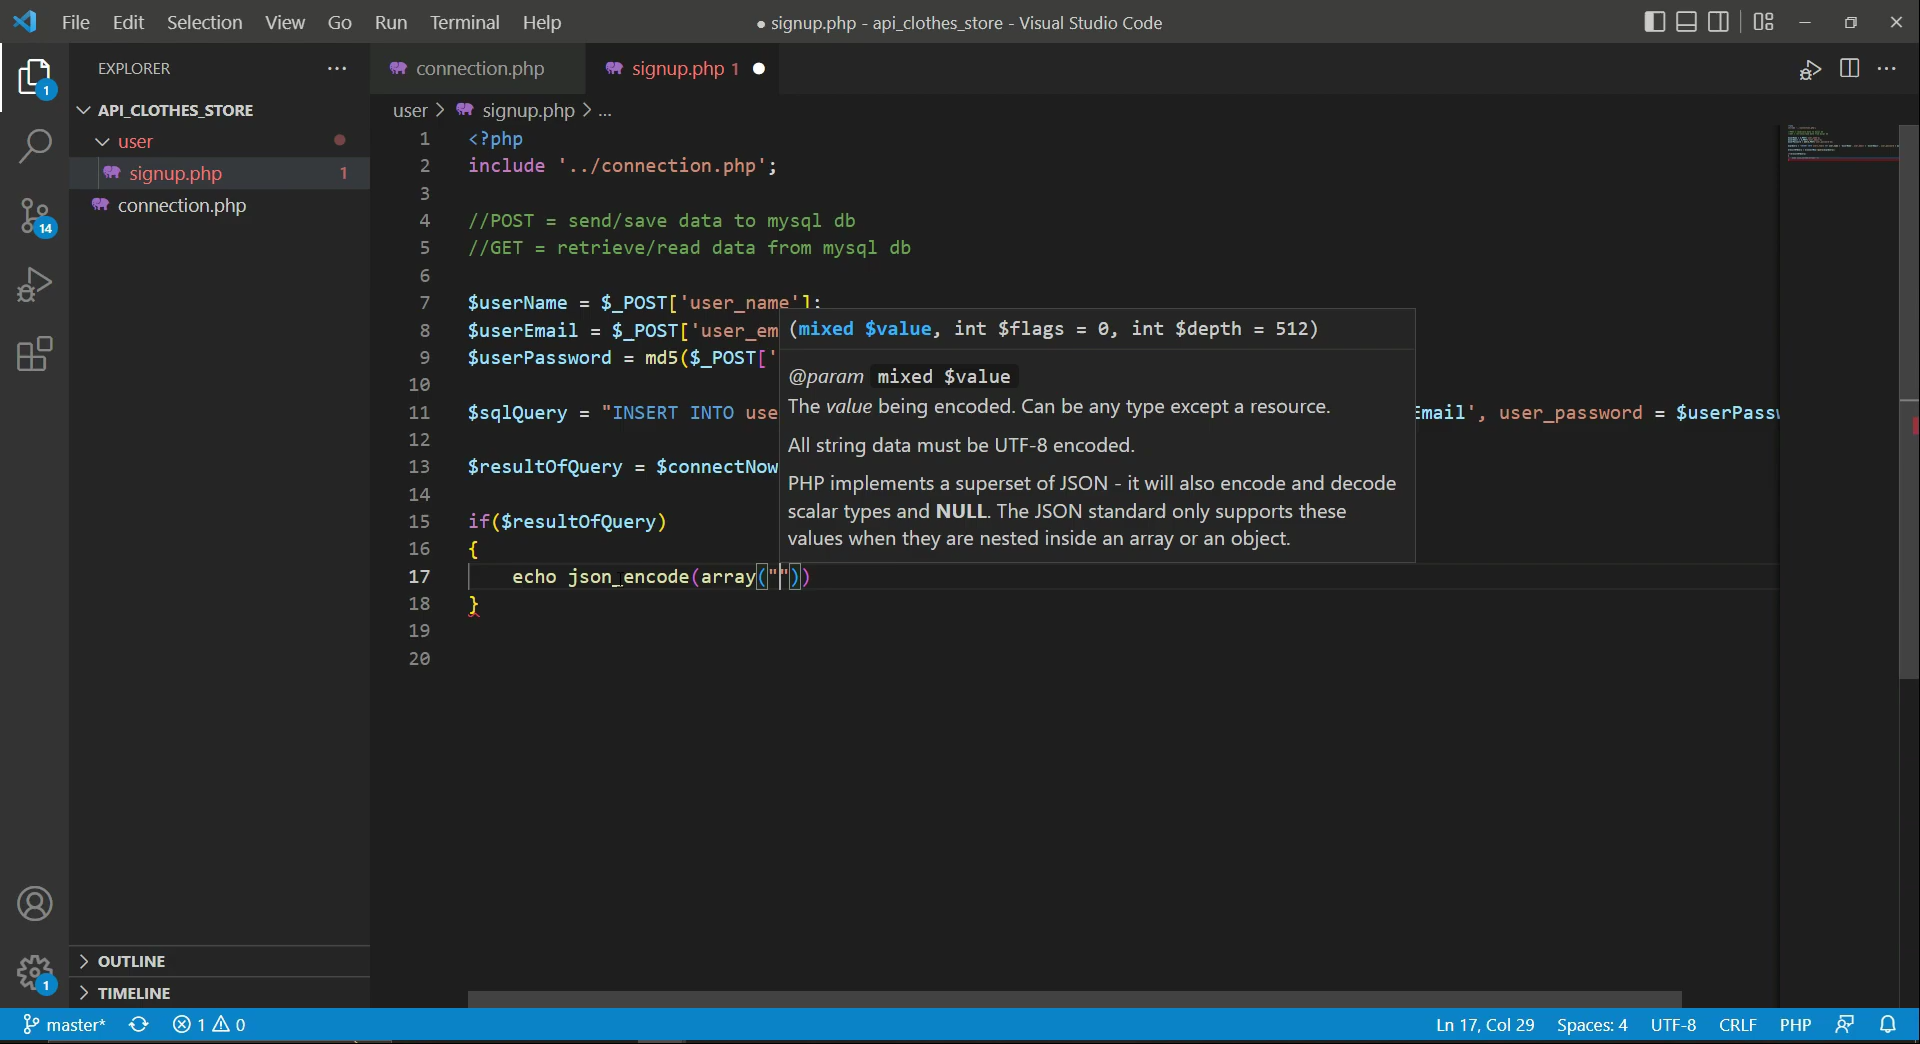 File Edit Selection View Go Run Terminal Help
● signup.php - api_clothes_store - Visual Studio Code
EXPLORER
API_CLOTHES_STORE
user
signup.php 1
connection.php
OUTLINE
TIMELINE
1
14
1
connection.php
signup.php 1
user > signup.php > ...
1 <?php
2 include '../connection.php';
3
4 //POST = send/save data to mysql db
5 //GET = retrieve/read data from mysql db
6
7 $userName = $_POST['user_name'];
8 $userEmail = $_POST['user_em
9 $userPassword = md5($_POST['
10
11 $sqlQuery = "INSERT INTO use Email', user_password = $userPassw
12
13 $resultOfQuery = $connectNow
14
15 if($resultOfQuery)
16 {
17 echo json_encode(array(""))
18 }
19
20
(mixed $value, int $flags = 0, int $depth = 512)
@param mixed $value
The value being encoded. Can be any type except a resource.
All string data must be UTF-8 encoded.
PHP implements a superset of JSON - it will also encode and decode
scalar types and NULL. The JSON standard only supports these
values when they are nested inside an array or an object.
master* 1 0
Ln 17, Col 29 Spaces: 4 UTF-8 CRLF PHP